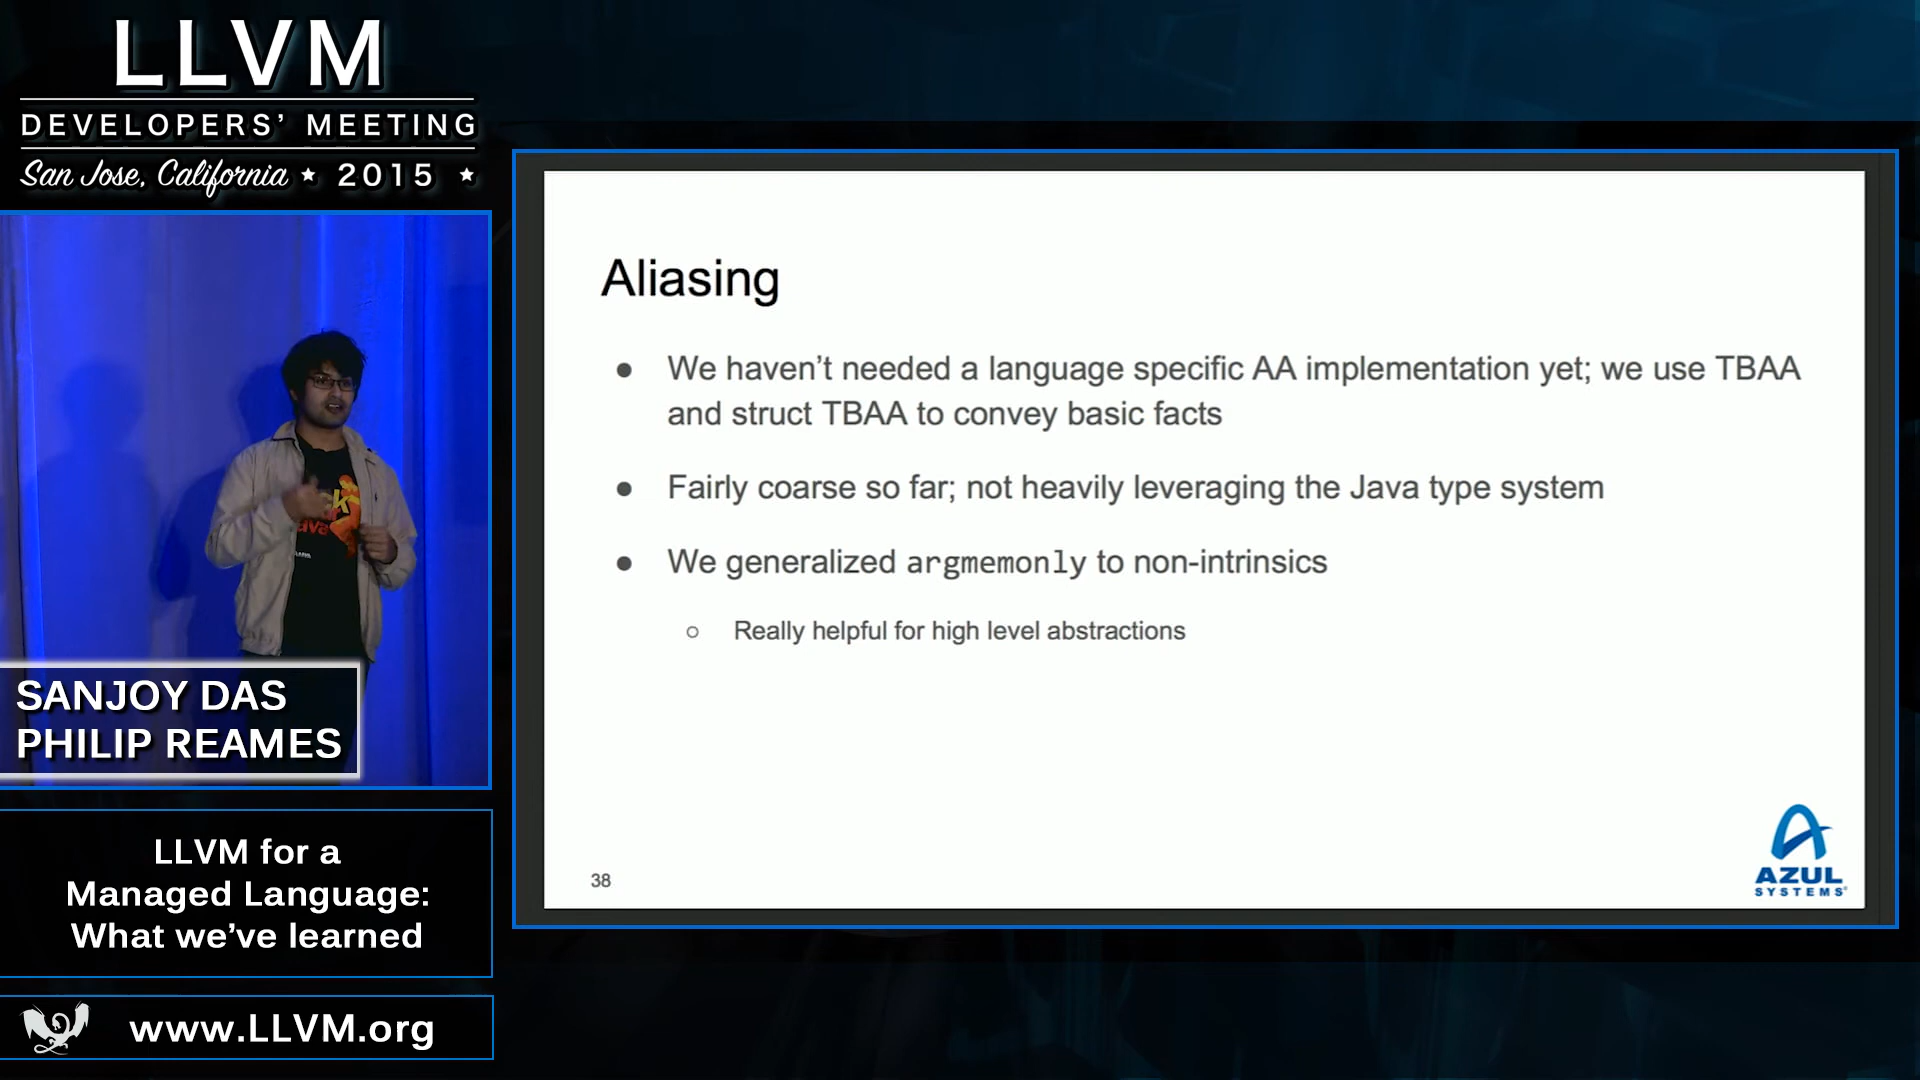 LLVM
DEVELOPERS' MEETING
San Jose, California ★ 2015 ★
SANJOY DAS
PHILIP REAMES
LLVM for a
Managed Language:
What we've learned
www.LLVM.org
Aliasing
● We haven't needed a language specific AA implementation yet; we use TBAA
and struct TBAA to convey basic facts
● Fairly coarse so far; not heavily leveraging the Java type system
● We generalized argmemonly to non-intrinsics
○ Really helpful for high level abstractions
38
AZUL
SYSTEMS